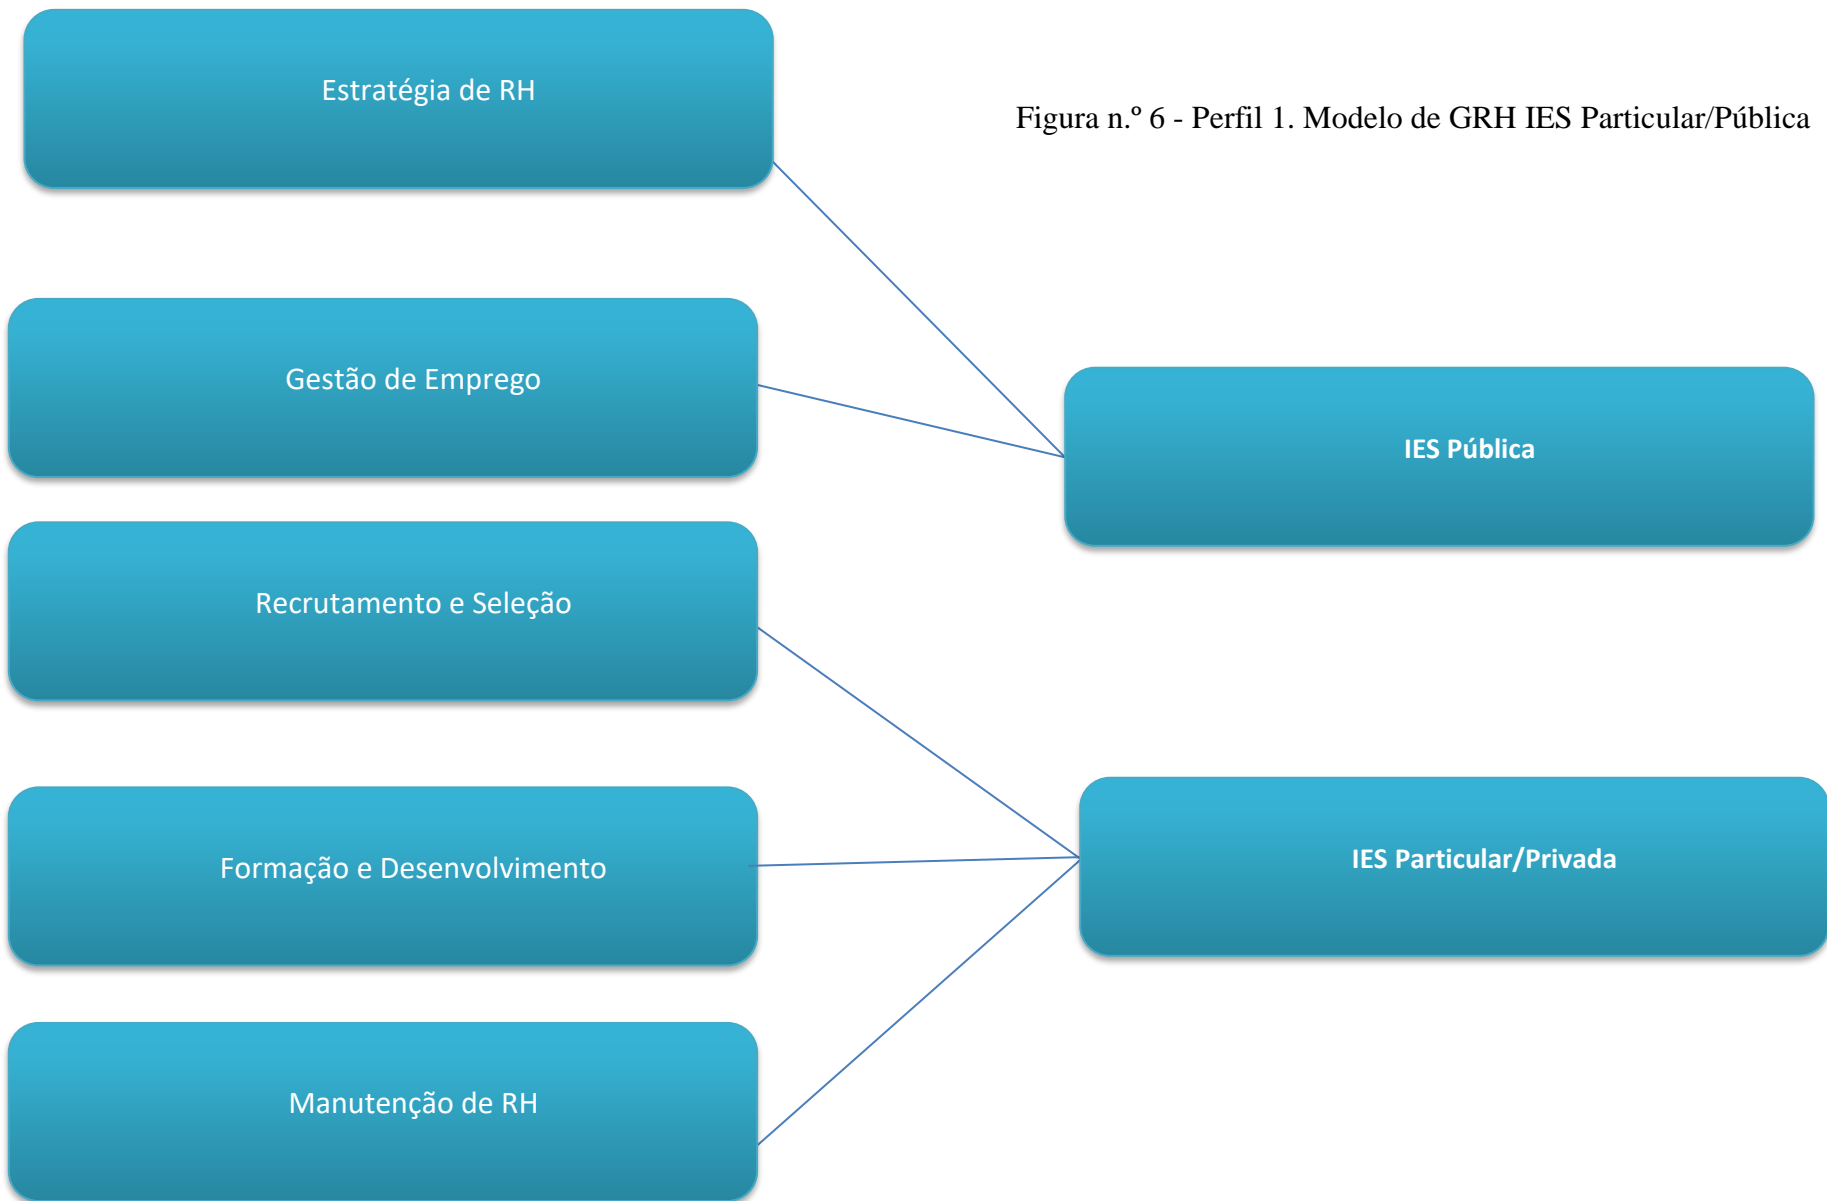 Estratégia de RH
Figura n.º 6 - Perfil 1. Modelo de GRH IES Particular/Pública
Gestão de Emprego
IES Pública
Recrutamento e Seleção
Formação e Desenvolvimento
IES Particular/Privada
Manutenção de RH